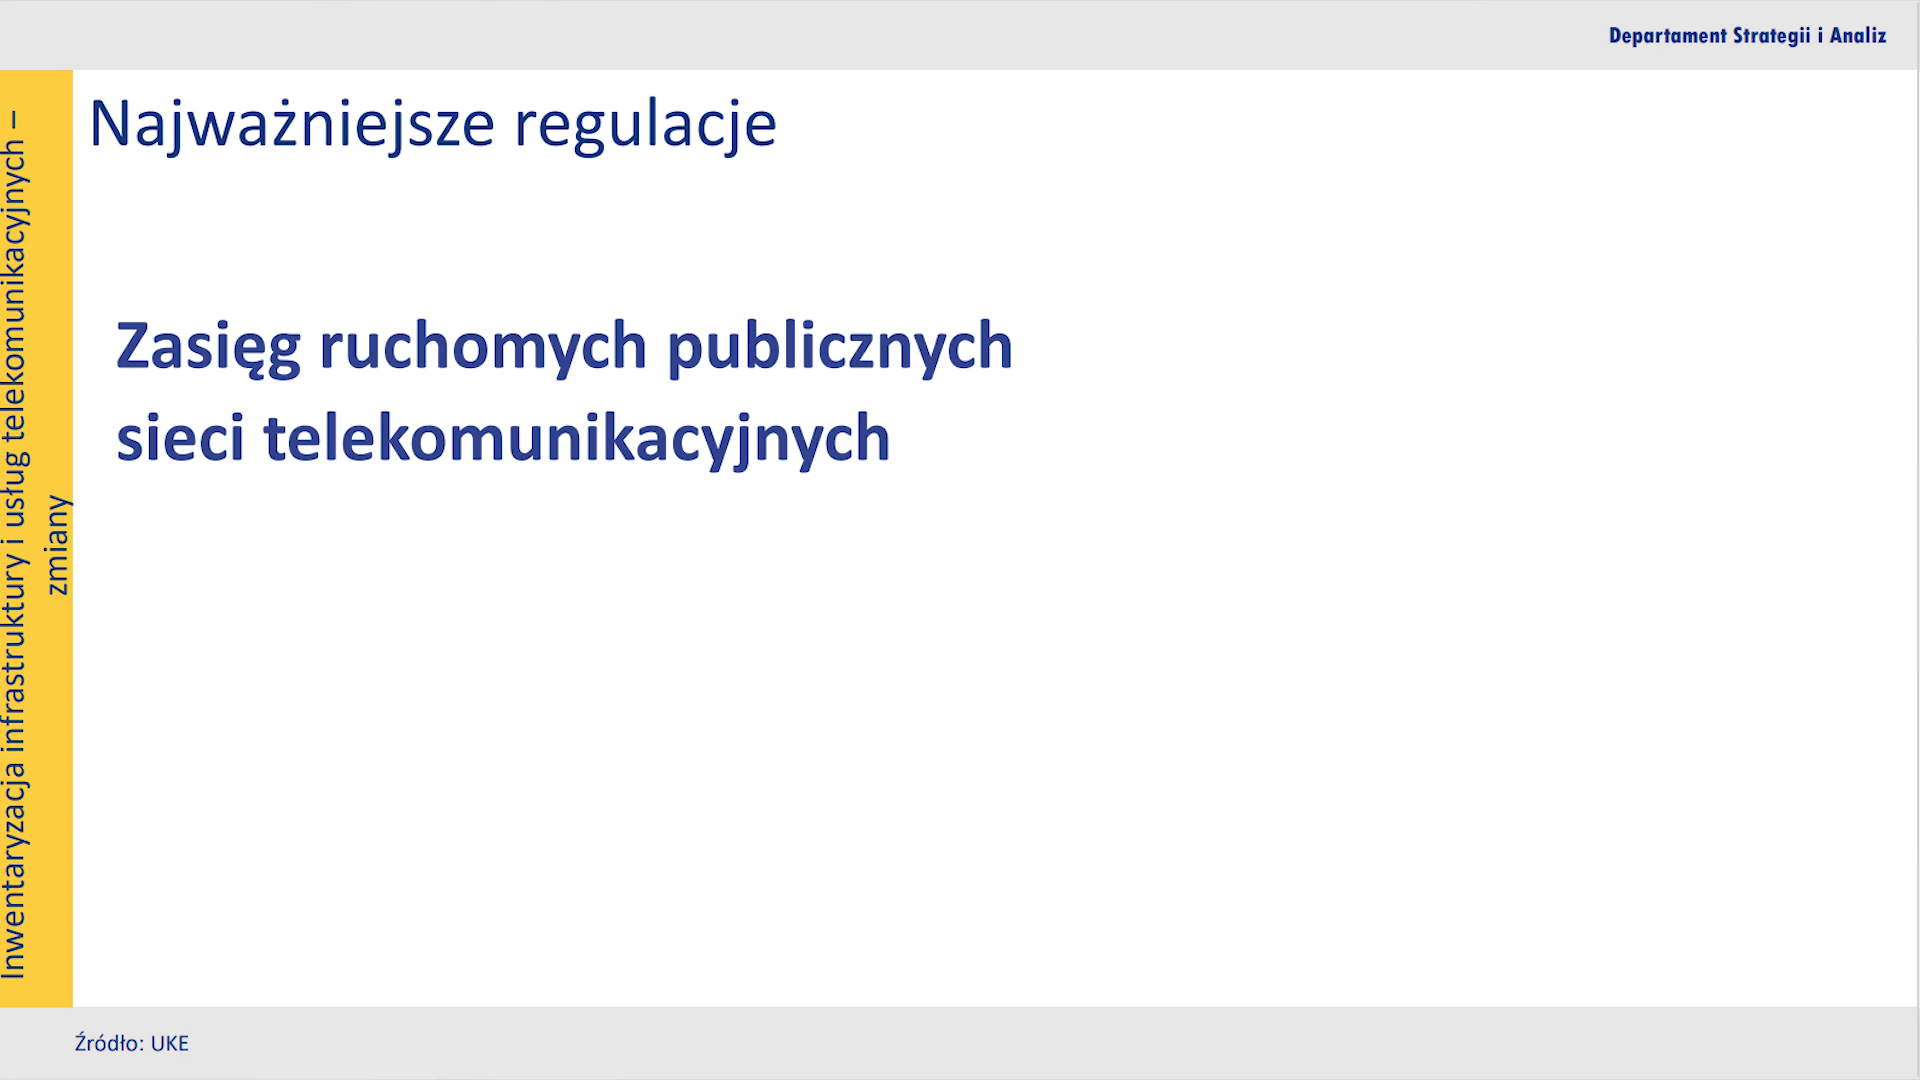 Departament Strategii i Analiz
Najważniejsze regulacje
Zasięg ruchomych publicznych
sieci telekomunikacyjnych
Inwentaryzacja infrastruktury i usług telekomunikacyjnych –
zmiany
Źródło: UKE